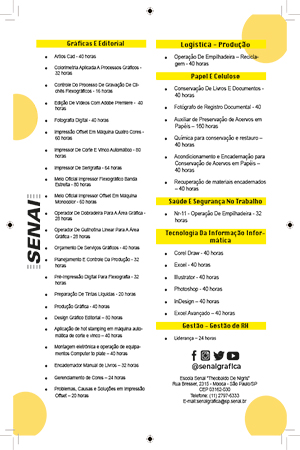 SENAI
Gráficas E Editorial
Artios Cad - 40 horas
Colorimetria Aplicada A Processos Gráficos -
32 horas
Controle Do Processo De Gravação De Cli-
chês Flexográficos - 16 horas
Edição De Vídeos Com Adobe Premiere - 40
horas
Fotografia Digital - 40 horas
Impressão Offset Em Máquina Quatro Cores -
60 horas
Impressor De Corte E Vinco Automático - 80
horas
Impressor De Serigrafia - 64 horas
Meio Oficial Impressor Flexográfico Banda
Estreita - 80 horas
Meio Oficial Impressor Offset Em Máquina
Monocolor - 60 horas
Operador De Dobradeira Para A Área Gráfica -
28 horas
Operador De Guilhotina Linear Para A Área
Gráfica - 28 horas
Orçamento De Serviços Gráficos - 40 horas
Planejamento E Controle Da Produção - 32
horas
Pré-Impressão Digital Para Flexografia - 32
horas
Preparação De Tintas Líquidas - 20 horas
Produção Gráfica - 40 horas
Design Gráfico Editorial – 80 horas
Aplicação de hot stamping em máquina auto-
mática de corte e vinco – 40 horas
Montagem eletrônica e operação de equipa-
mentos Computer to plate – 40 horas
Encadernador Manual de Livros – 32 horas
Gerenciamento de Cores – 24 horas
Problemas, Causas e Soluções em Impressão
Offset – 20 horas
Logística - Produção
Operação De Empilhadeira – Recicla-
gem - 40 horas
Papel E Celulose
Conservação De Livros E Documentos -
40 horas
Fotógrafo de Registro Documental - 40
Auxiliar de Preservação de Acervos em
Papéis – 160 horas
Química para conservação e restauro –
40 horas
Acondicionamento e Encadernação para
Conservação de Acervos em Papéis –
40 horas
Recuperação de materiais encadernados
– 40 horas
Saúde E Segurança No Trabalho
Nr-11 - Operação De Empilhadeira - 32
horas
Tecnologia Da Informação Infor-
mática
Corel Draw - 40 horas
Excel - 40 horas
Illustrator - 40 horas
Photoshop - 40 horas
InDesign – 40 horas
Excel Avançado – 40 horas
Gestão - Gestão de RH
Liderança – 24 horas
@senaigrafica
Escola Senai "Theobaldo De Nigris"
Rua Bresser, 2315 - Mooca - São Paulo/SP
CEP 03162-030
Telefone: (11) 2797-6333
E-mail:senaigrafica@sp.senai.br